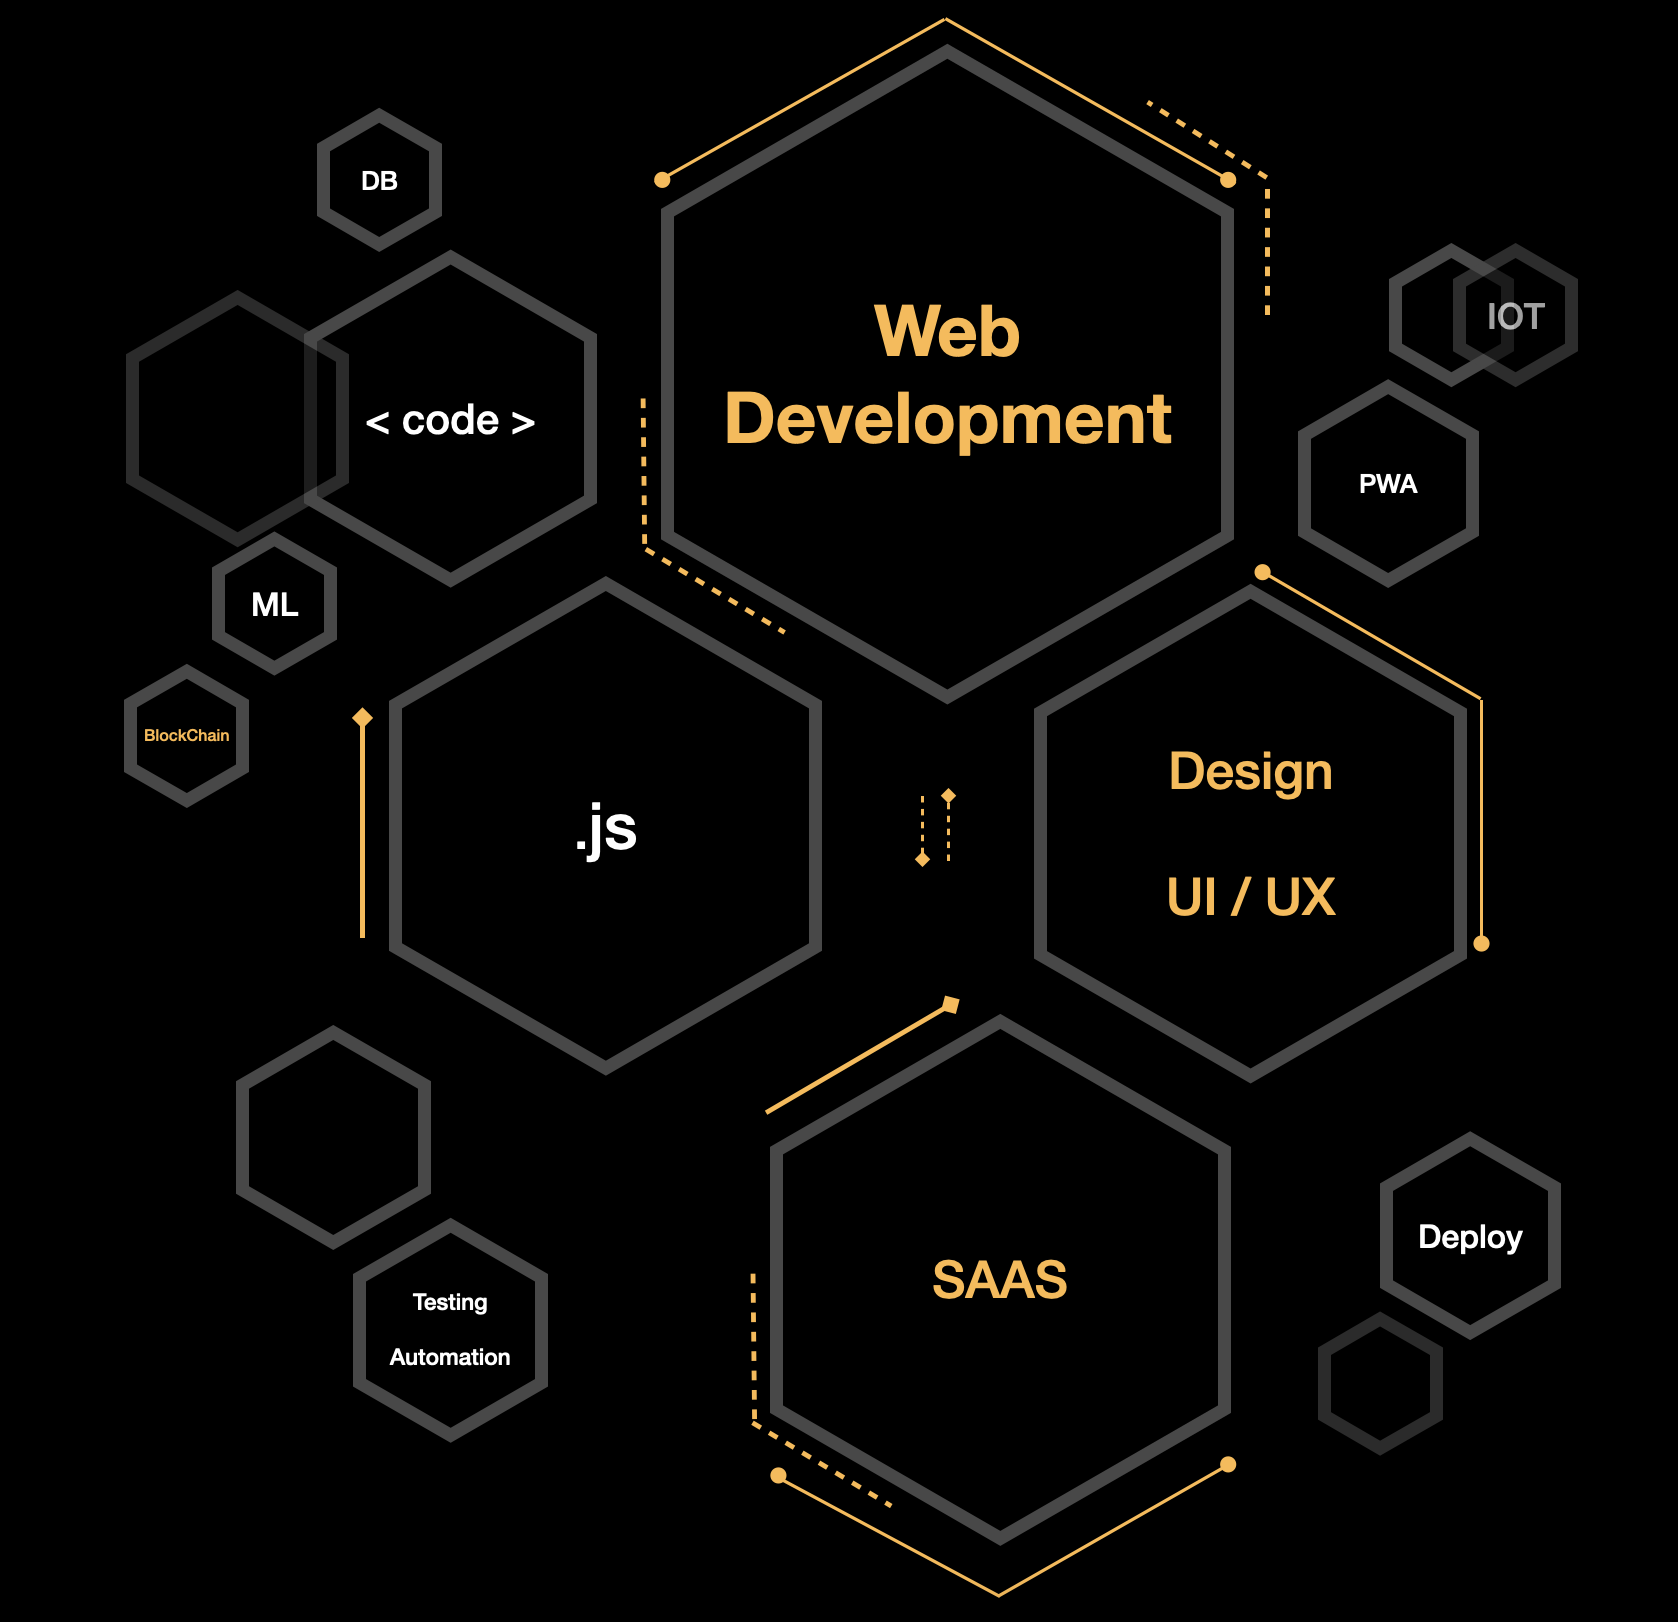 DB
Web
Development
IOT
< code >
PWA
ML
BlockChain
.js
Design
UI / UX
SAAS
Deploy
Testing
Automation